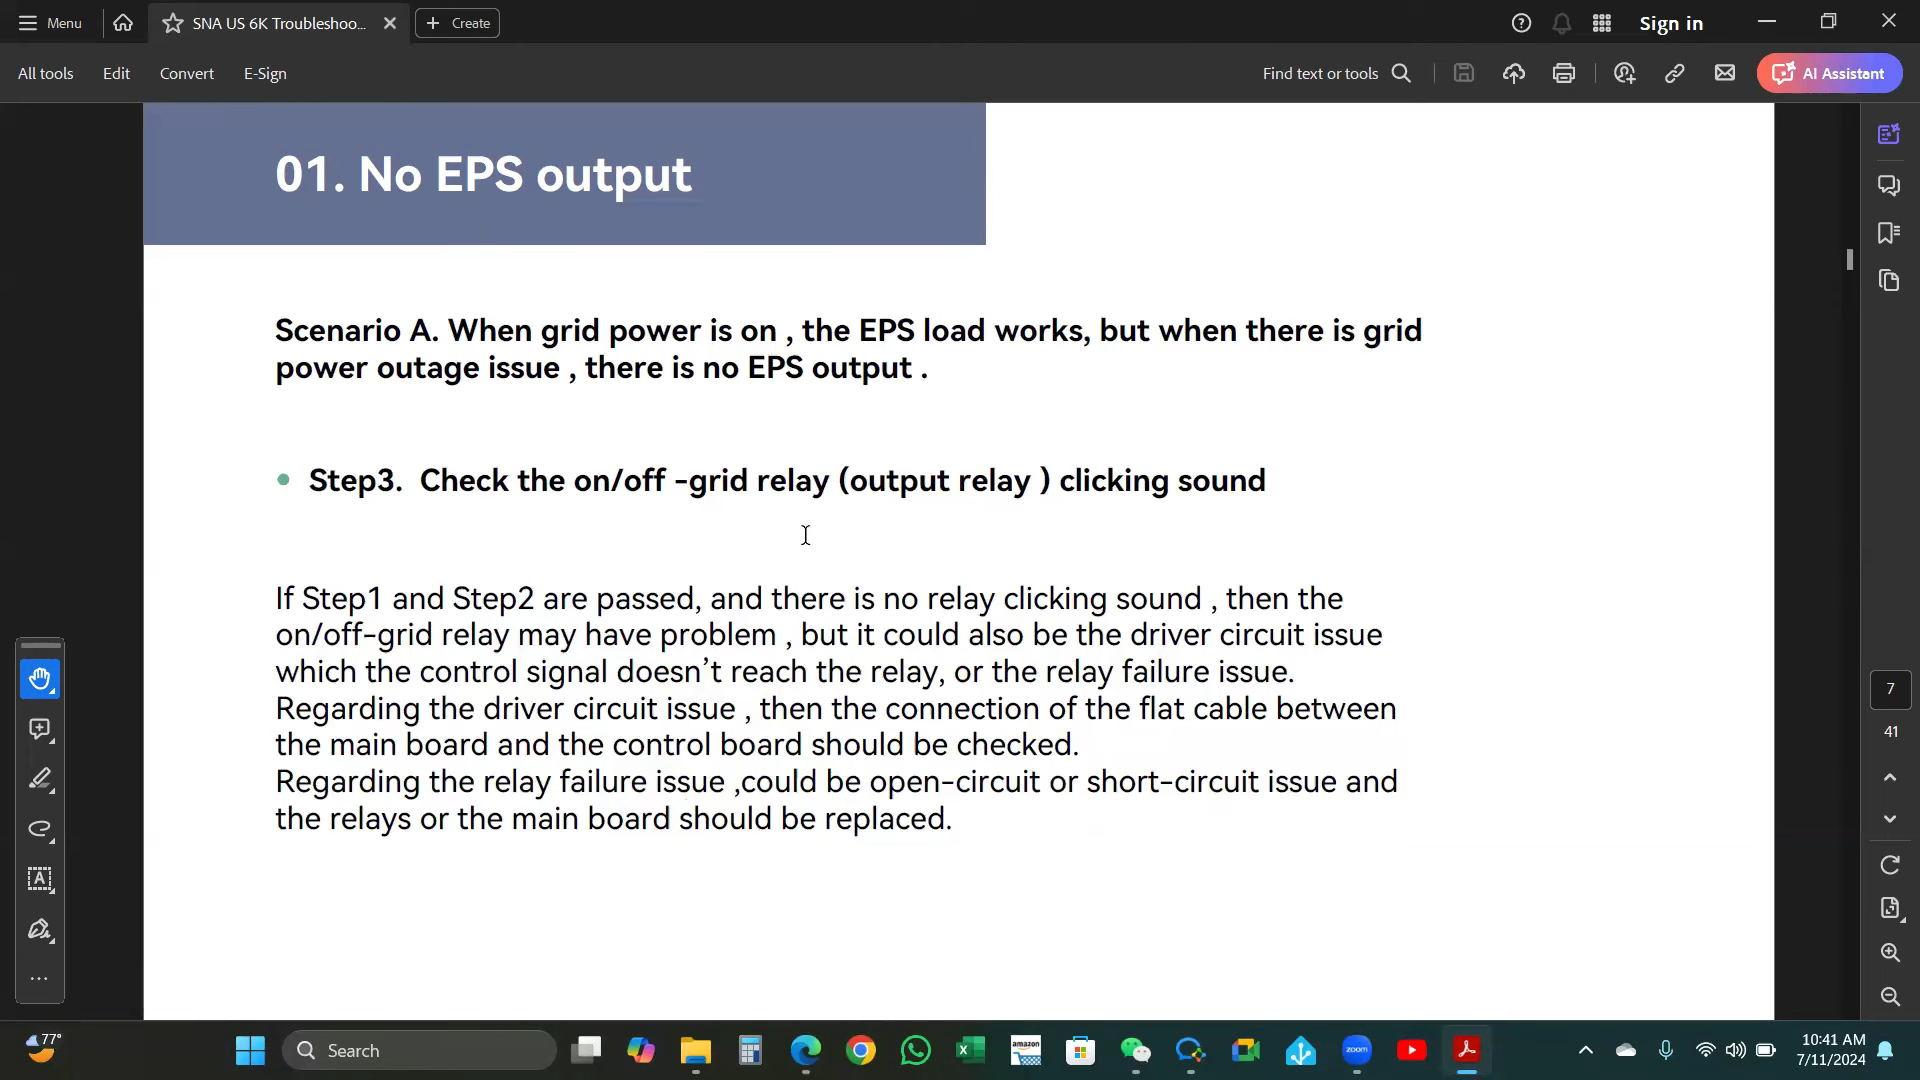 Menu
SNA US 6K Troubleshoo...
Create
Sign in
All tools
Edit
Convert
E-Sign
Find text or tools
AI Assistant
01. No EPS output
Scenario A. When grid power is on , the EPS load works, but when there is grid
power outage issue , there is no EPS output .
Step3. Check the on/off -grid relay (output relay ) clicking sound
If Step1 and Step2 are passed, and there is no relay clicking sound , then the
on/off-grid relay may have problem , but it could also be the driver circuit issue
which the control signal doesn’t reach the relay, or the relay failure issue.
Regarding the driver circuit issue , then the connection of the flat cable between
the main board and the control board should be checked.
Regarding the relay failure issue ,could be open-circuit or short-circuit issue and
the relays or the main board should be replaced.
7
41
77°
Search
amazon
zoom
10:41 AM
7/11/2024